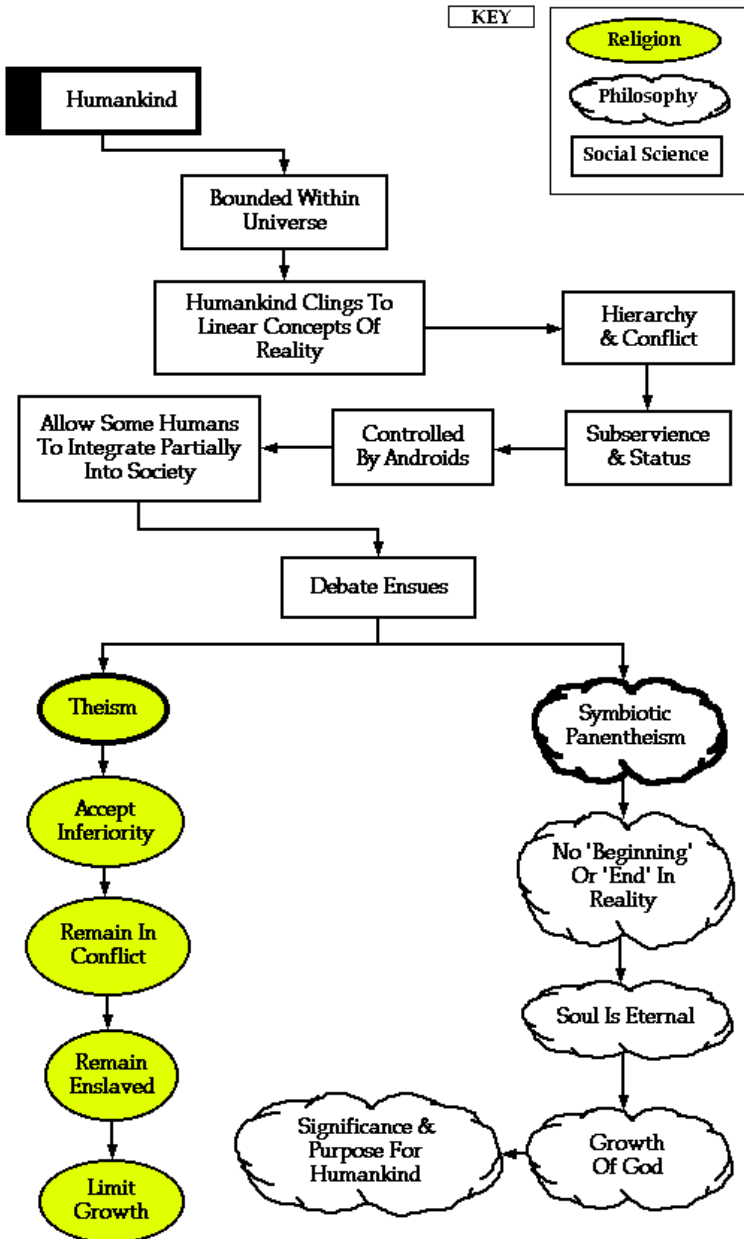 KEY
Religion
Philosophy
Social Science
Humankind
Bounded Within
Universe
Humankind Clings To
Linear Concepts Of
Reality
Hierarchy
& Conflict
Subservience
& Status
Controlled
By Androids
Allow Some Humans
To Integrate Partially
Into Society
Debate Ensues
Theism
Accept
Inferiority
Remain In
Conflict
Remain
Enslaved
Limit
Growth
Symbiotic
Panentheism
No 'Beginning'
Or 'End' In
Reality
Soul Is Eternal
Growth
Of God
Significance &
Purpose For
Humankind